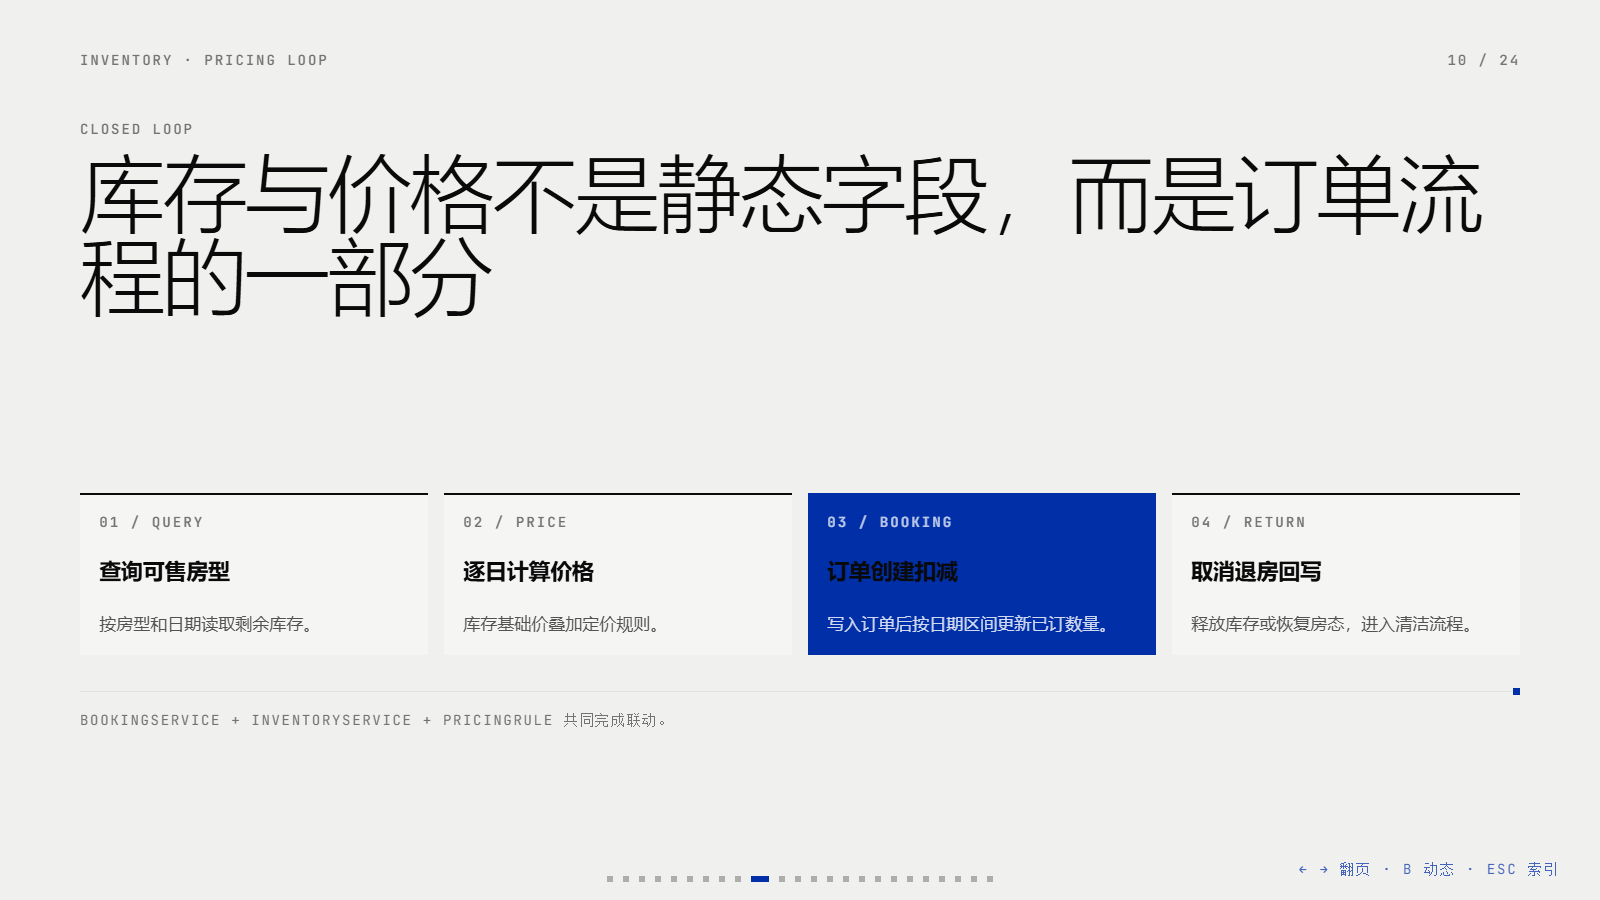 INVENTORY · PRICING LOOP
10 / 24
CLOSED LOOP
库存与价格不是静态字段，而是订单流
程的一部分
01 / QUERY
查询可售房型
按房型和日期读取剩余库存。
02 / PRICE
逐日计算价格
库存基础价叠加定价规则。
03 / BOOKING
订单创建扣减
写入订单后按日期区间更新已订数量。
04 / RETURN
取消退房回写
释放库存或恢复房态，进入清洁流程。
BOOKINGSERVICE + INVENTORYSERVICE + PRICINGRULE 共同完成联动。
← → 翻页 · B 动态 · ESC 索引